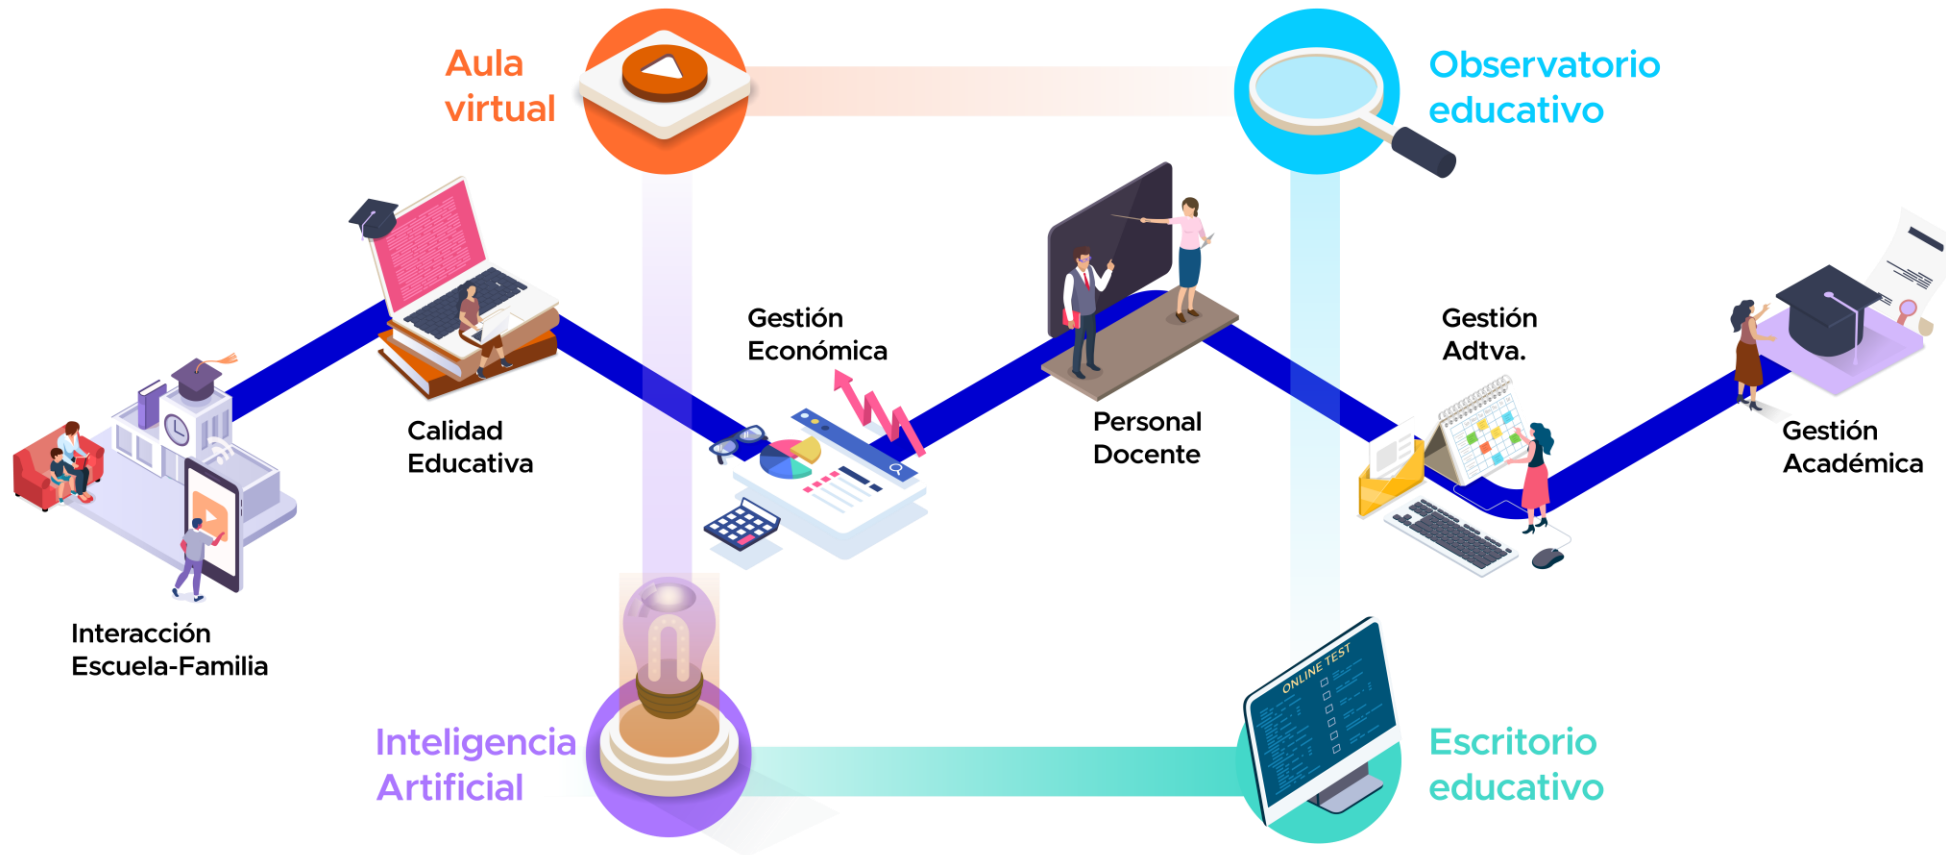 Aula
virtual
Observatorio
educativo
Gestión
Económica
Gestión
Adtva.
Calidad
Educativa
Personal
Docente
Gestión
Académica
Interacción
Escuela-Familia
ONLINE TEST
Inteligencia
Artificial
Escritorio
educativo